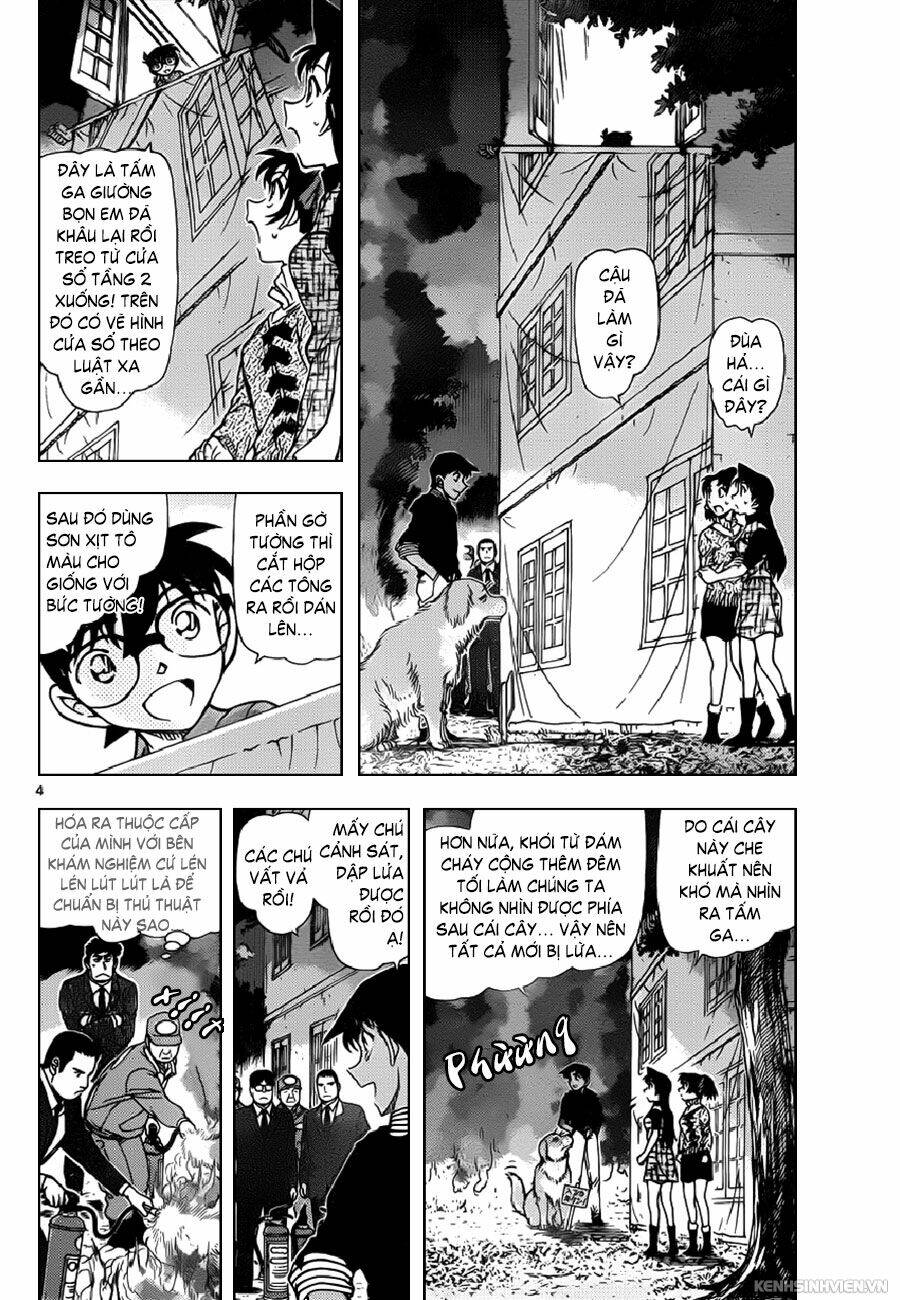 CẬU
ĐÃ
LÀM
GÌ
VẬY?
ĐÙA
HẢ...
CÁI GÌ
ĐÂY?
ĐÂY LÀ TẤM
GA GIƯỜNG
BỌN EM ĐÃ
KHÂU LẠI RỒI
TREO TỪ CỬA
SỔ TẦNG 2
XUỐNG! TRÊN
ĐÓ CÓ VẼ HÌNH
CỬA SỔ THEO
LUẬT XA
GẦN...
PHẦN GỜ
TƯỜNG THÌ
CẮT HỘP
CÁC TÔNG
RA RỒI DÁN
LÊN...
SAU ĐÓ DÙNG
SƠN XỊT TÔ
MÀU CHO
GIỐNG VỚI
BỨC TƯỜNG!
4
DO CÁI CÂY
NÀY CHE
KHUẤT NÊN
KHÓ MÀ NHÌN
RA TẤM
GA...
HƠN NỮA, KHÓI TỪ ĐÁM
CHÁY CỘNG THÊM ĐÊM
TỐI LÀM CHÚNG TA
KHÔNG NHÌN ĐƯỢC PHÍA
SAU CÁI CÂY... VẬY NÊN
TẤT CẢ MỚI BỊ LỪA...
Phừừng
MẤY CHÚ
CẢNH SÁT,
DẬP LỬA
ĐƯỢC
RỒI ĐÓ
Ạ!
CÁC CHÚ
VẤT VẢ
RỒI!
HÓA RA THUỘC CẤP
CỦA MÌNH VỚI BÊN
KHÁM NGHIỆM CỨ LÉN
LÉN LÚT LÚT LÀ ĐỂ
CHUẨN BỊ THỦ THUẬT
NÀY SAO...
xììịt
KENHSINHVIEN.VN